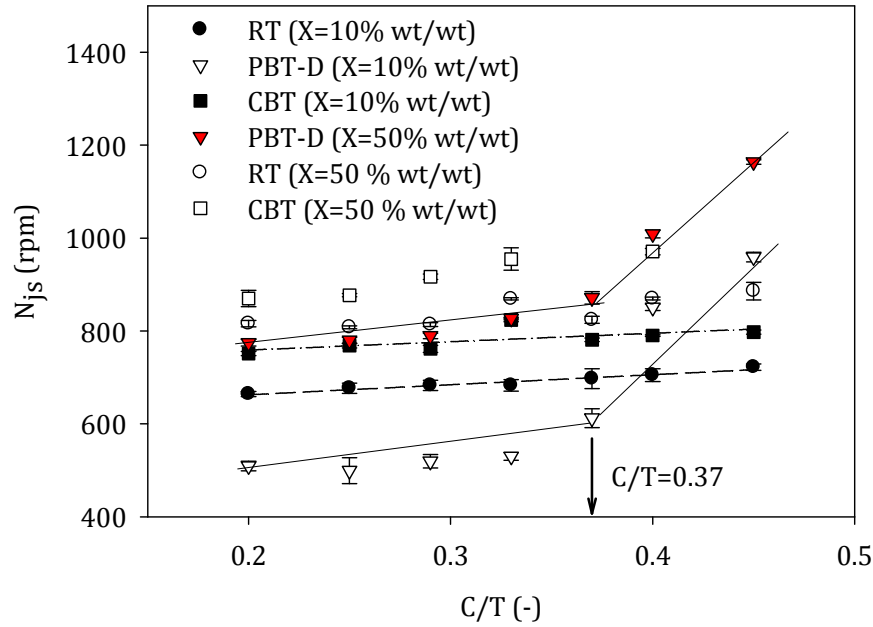 1400
1200
1000
800
600
400
N_js (rpm)
RT (X=10% wt/wt)
PBT-D (X=10% wt/wt)
CBT (X=10% wt/wt)
PBT-D (X=50% wt/wt)
RT (X=50 % wt/wt)
CBT (X=50 % wt/wt)
C/T=0.37
0.2
0.3
0.4
0.5
C/T (-)